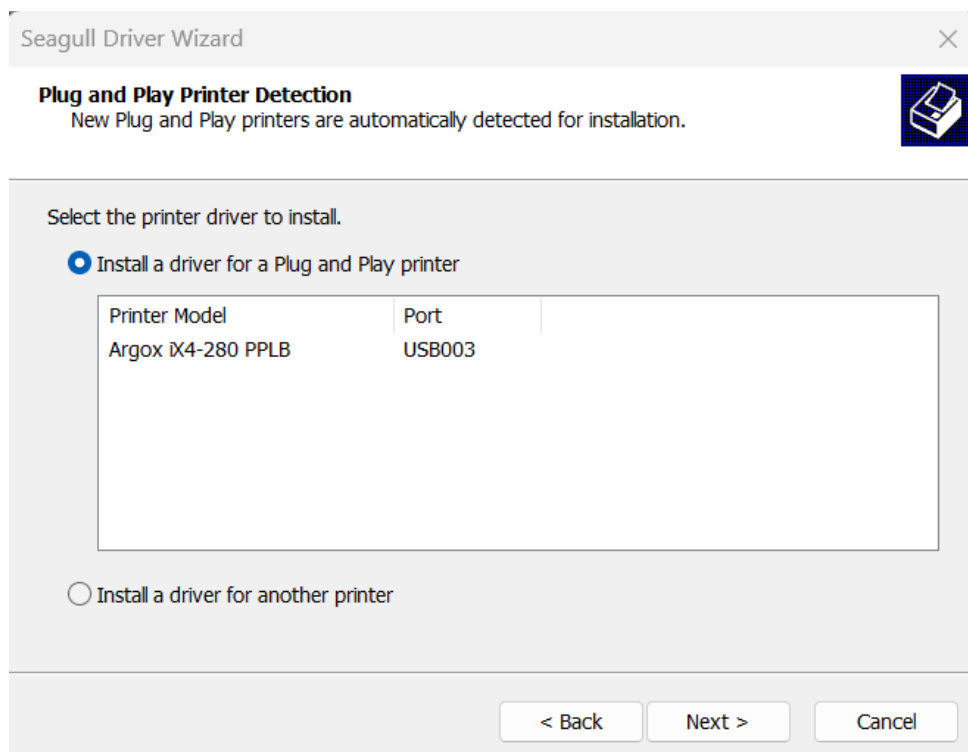 Seagull Driver Wizard
Plug and Play Printer Detection
New Plug and Play printers are automatically detected for installation.
Select the printer driver to install.
Install a driver for a Plug and Play printer
Printer Model Port
Argox iX4-280 PPLB USB003
Install a driver for another printer
< Back Next > Cancel